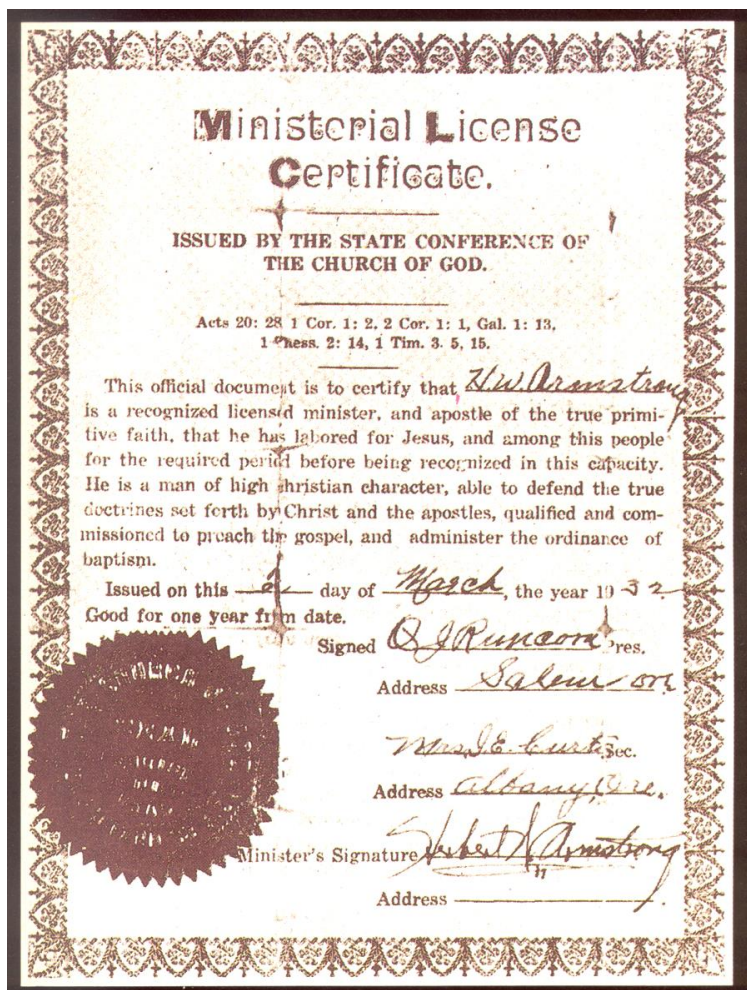 Ministerial License
Certificate.
ISSUED BY THE STATE CONFERENCE OF
THE CHURCH OF GOD.
Acts 20: 28 1 Cor. 1: 2, 2 Cor. 1: 1, Gal. 1: 13,
1 Thess. 2: 14, 1 Tim. 3. 5, 15.
This official document is to certify that H W Armstrong
is a recognized licensed minister, and apostle of the true primi-
tive faith, that he has labored for Jesus, and among this people
for the required period before being recognized in this capacity.
He is a man of high christian character, able to defend the true
doctrines set forth by Christ and the apostles, qualified and com-
missioned to preach the gospel, and administer the ordinance of
baptism.
Issued on this 2 day of March, the year 1932
Good for one year from date.
Signed O J Runcorn Pres.
Address Salem Ore
Mrs. I. E. Curtis Sec.
Address Albany, Ore.
Minister's Signature Herbert W Armstrong
Address